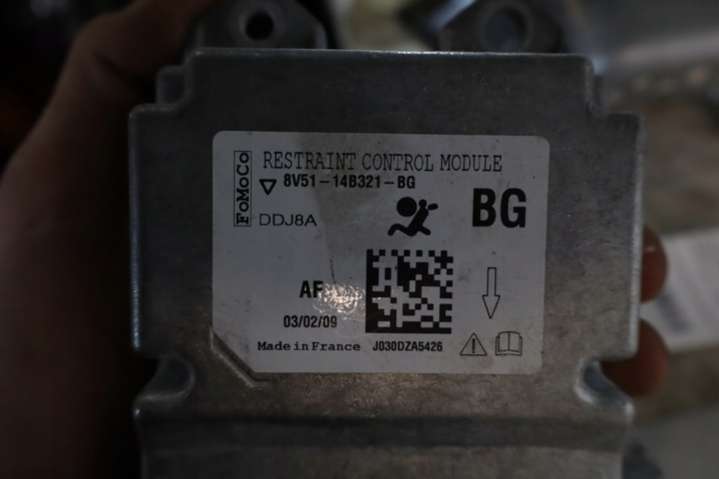 FoMoCo
RESTRAINT CONTROL MODULE
8V51-14B321-BG
DDJ8A
BG
AF
03/02/09
Made in France J030DZA5426